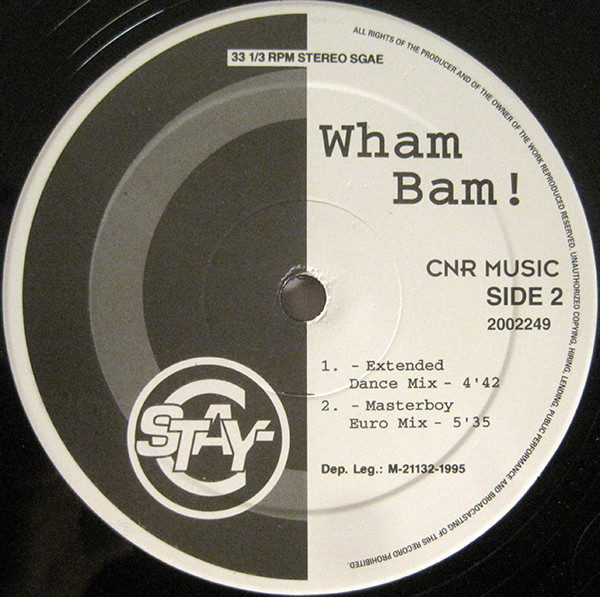 33 1/3 RPM STEREO SGAE
ALL RIGHTS OF THE PRODUCER AND OF THE OWNER OF THE WORK REPRODUCED RESERVED. UNAUTHORIZED COPYING, HIRING, LENDING, PUBLIC PERFORMANCE AND BROADCASTING OF THIS RECORD PROHIBITED.
Wham
Bam!
CNR MUSIC
SIDE 2
2002249
1. - Extended
Dance Mix - 4'42
2. - Masterboy
Euro Mix - 5'35
Dep. Leg.: M-21132-1995
STAY-C